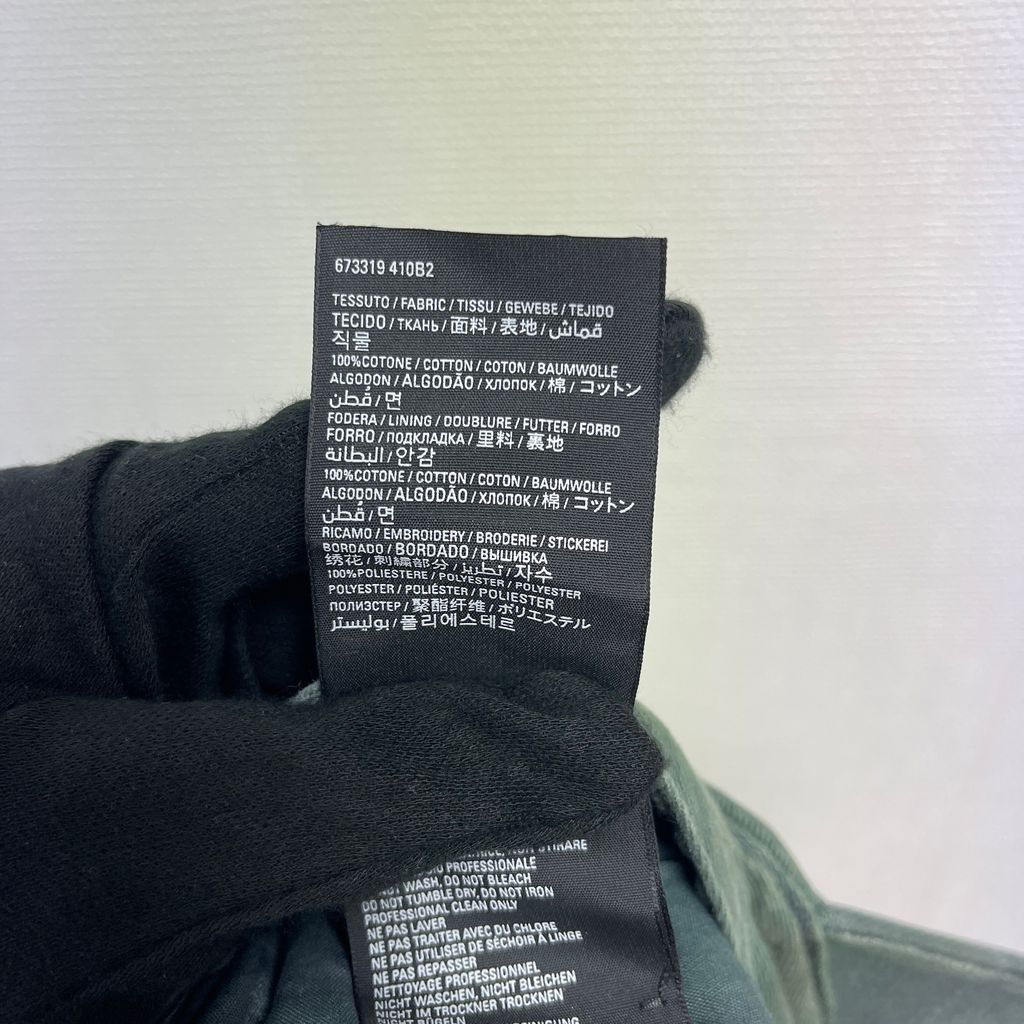 673319 410B2
TESSUTO / FABRIC / TISSU / GEWEBE / TEJIDO
TECIDO / ТКАНЬ / 面料 / 表地 / قماش
직물
100%COTONE / COTTON / COTON / BAUMWOLLE
ALGODON / ALGODÃO / ХЛОПОК / 棉 / コットン
قُطن / 면
FODERA / LINING / DOUBLURE / FUTTER / FORRO
FORRO / ПОДКЛАДКА / 里料 / 裏地
البطانة / 안감
100%COTONE / COTTON / COTON / BAUMWOLLE
ALGODON / ALGODÃO / ХЛОПОК / 棉 / コットン
قُطن / 면
RICAMO / EMBROIDERY / BRODERIE / STICKEREI
BORDADO / BORDADO / ВЫШИВКА
绣花 / 刺繍部分 / تطريز / 자수
100%POLIESTERE / POLYESTER / POLYESTER
POLYESTER / POLIÉSTER / POLIESTER
ПОЛИЭСТЕР / 聚酯纤维 / ポリエステル
بوليستر / 폴리에스테르
STIRARE
PROFESSIONALE
WASH, DO NOT BLEACH
DO NOT TUMBLE DRY, DO NOT IRON
PROFESSIONAL CLEAN ONLY
NE PAS LAVER
NE PAS TRAITER AVEC DU CHLORE
NE PAS UTILISER DE SÉCHOIR À LINGE
NE PAS REPASSER
NETTOYAGE PROFESSIONNEL
NICHT WASCHEN, NICHT BLEICHEN
NICHT IM TROCKNER TROCKNEN
NICHT BÜGELN